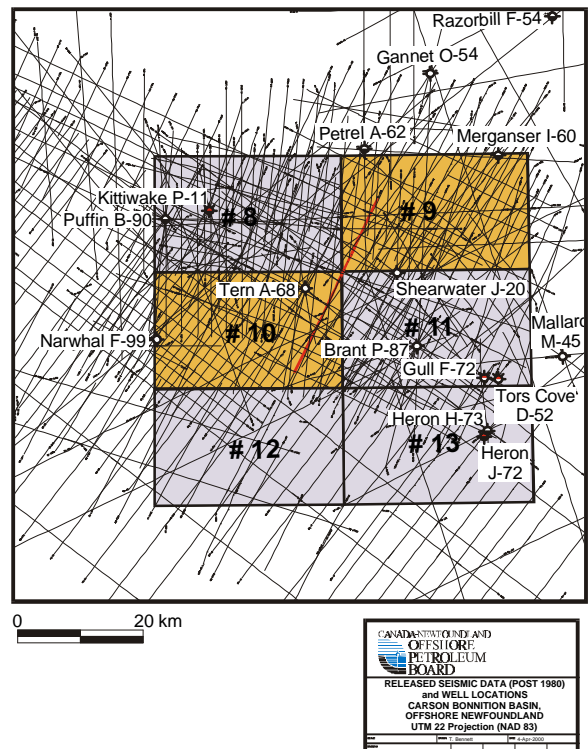 Razorbill F-54
Gannet O-54
Petrel A-62
Merganser I-60
Kittiwake P-11
# 8
# 9
Puffin B-90
Tern A-68
Shearwater J-20
# 10
# 11
Mallard
M-45
Narwhal F-99
Brant P-87
Gull F-72
Tors Cove
D-52
Heron H-73
# 12
# 13
Heron
J-72
0
20 km
CANADA-NEWFOUNDLAND
OFFSHORE
PETROLEUM
BOARD
RELEASED SEISMIC DATA (POST 1980)
and WELL LOCATIONS
CARSON BONNITION BASIN,
OFFSHORE NEWFOUNDLAND
UTM 22 Projection (NAD 83)
T. Bennett
4-Apr-2000